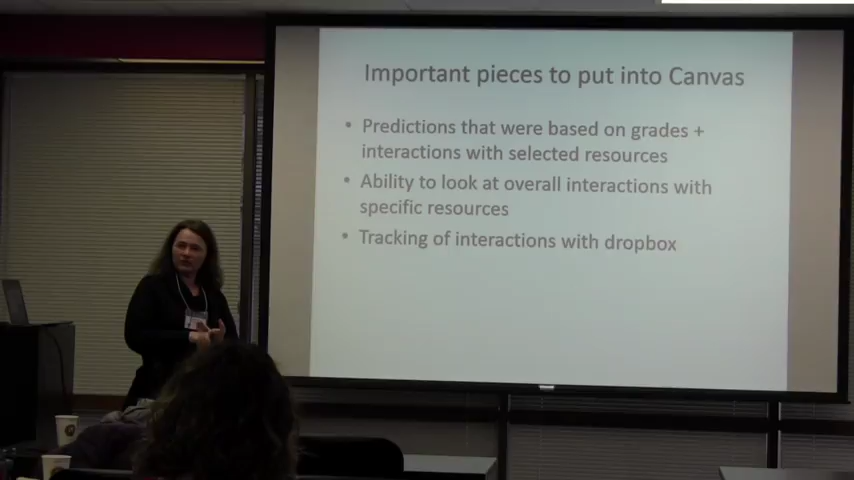 Important pieces to put into Canvas
• Predictions that were based on grades +
interactions with selected resources
• Ability to look at overall interactions with
specific resources
• Tracking of interactions with dropbox